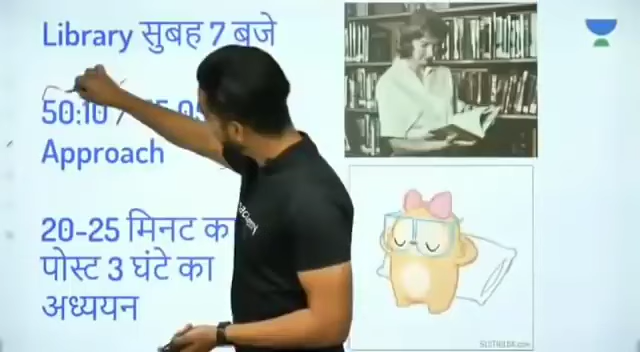 Library सुबह 7 बजे
50:10 /
Approach
20-25 मिनट
पोस्ट 3 घंटे का
अध्ययन